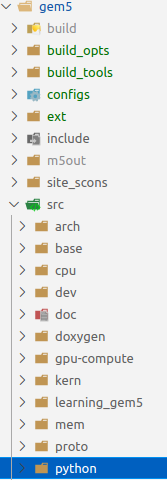 gem5
build
build_opts
build_tools
configs
ext
include
m5out
site_scons
src
arch
base
cpu
dev
doc
doxygen
gpu-compute
kern
learning_gem5
mem
proto
python